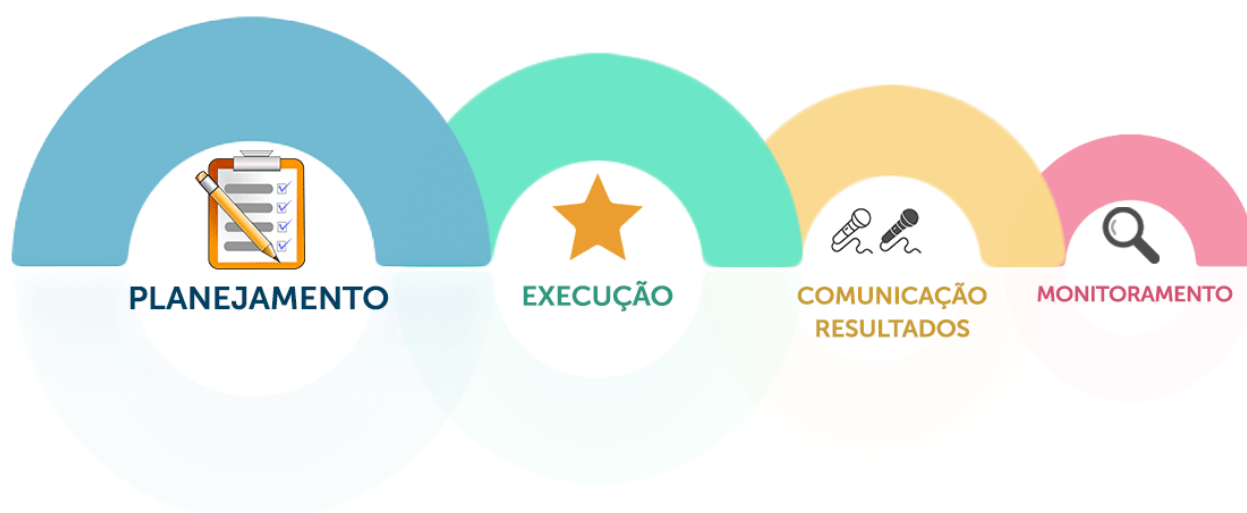 PLANEJAMENTO
EXECUÇÃO
COMUNICAÇÃO
RESULTADOS
MONITORAMENTO